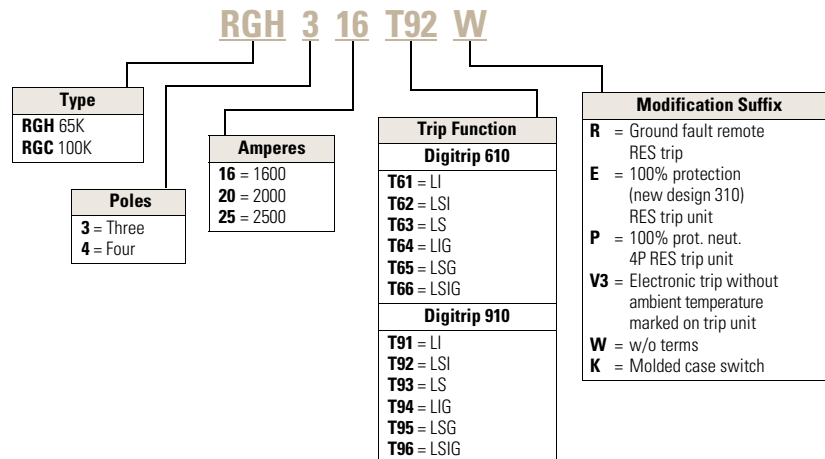 RGH 3 16 T92 W
Type
RGH 65K
RGC 100K
Poles
3 = Three
4 = Four
Amperes
16 = 1600
20 = 2000
25 = 2500
Trip Function
Digitrip 610
T61 = LI
T62 = LSI
T63 = LS
T64 = LIG
T65 = LSG
T66 = LSIG
Digitrip 910
T91 = LI
T92 = LSI
T93 = LS
T94 = LIG
T95 = LSG
T96 = LSIG
Modification Suffix
R = Ground fault remote
RES trip
E = 100% protection
(new design 310)
RES trip unit
P = 100% prot. neut.
4P RES trip unit
V3 = Electronic trip without
ambient temperature
marked on trip unit
W = w/o terms
K = Molded case switch